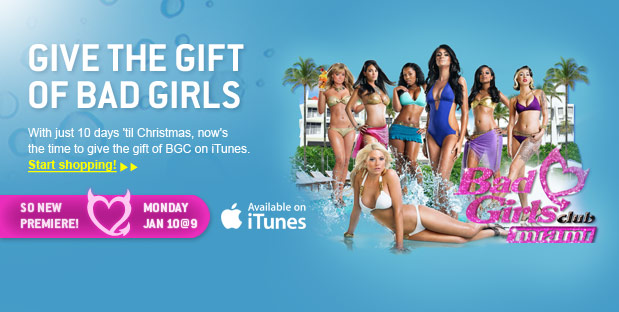 GIVE THE GIFT
OF BAD GIRLS
With just 10 days 'til Christmas, now's
the time to give the gift of BGC on iTunes.
Start shopping!
SO NEW
PREMIERE!
MONDAY
JAN 10@9
Available on
iTunes
Bad
Girls'
club
miami